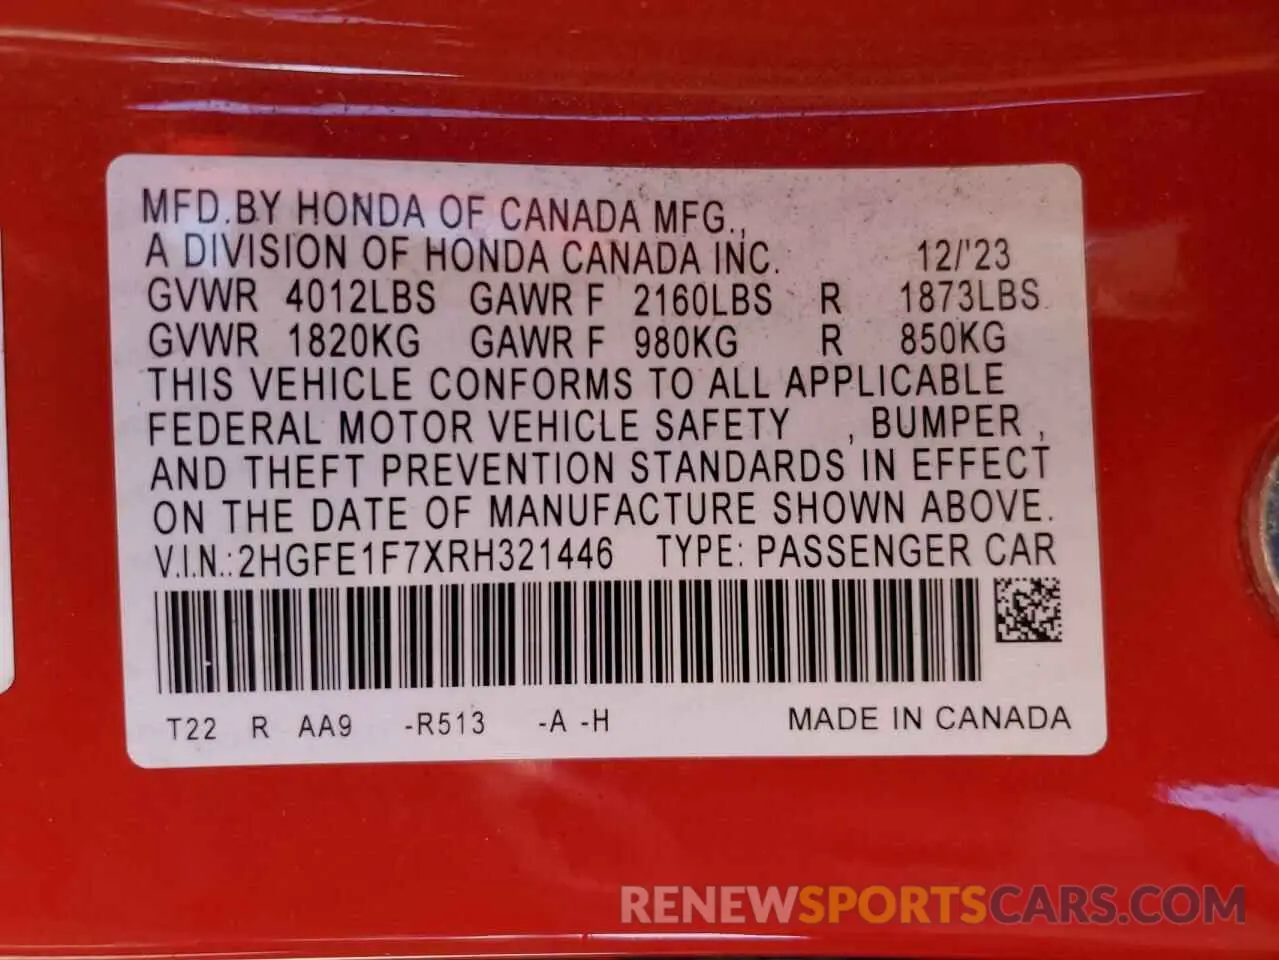 MFD.BY HONDA OF CANADA MFG.,
A DIVISION OF HONDA CANADA INC. 12/'23
GVWR 4012LBS GAWR F 2160LBS R 1873LBS
GVWR 1820KG GAWR F 980KG R 850KG
THIS VEHICLE CONFORMS TO ALL APPLICABLE
FEDERAL MOTOR VEHICLE SAFETY , BUMPER ,
AND THEFT PREVENTION STANDARDS IN EFFECT
ON THE DATE OF MANUFACTURE SHOWN ABOVE.
V.I.N.:2HGFE1F7XRH321446 TYPE: PASSENGER CAR
T22 R AA9 -R513 -A -H MADE IN CANADA
RENEWSPORTSCARS.COM